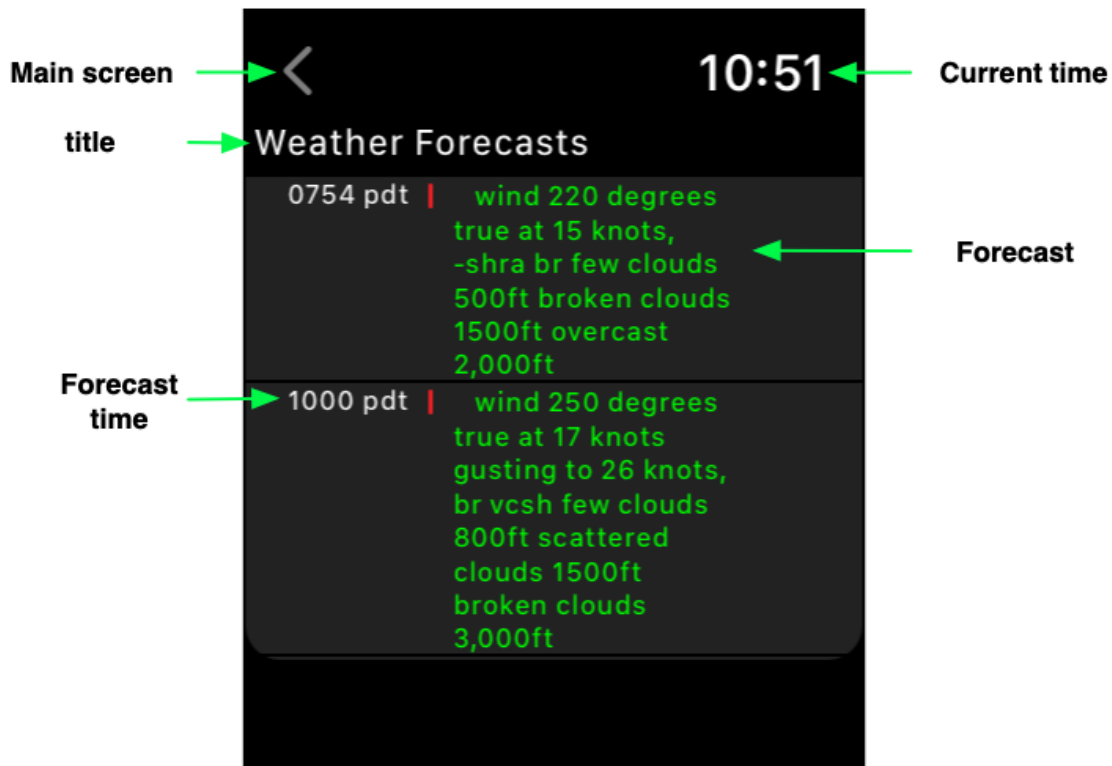 Main screen
10:51
Current time
title
Weather Forecasts
0754 pdt | wind 220 degrees
true at 15 knots,
-shra br few clouds
500ft broken clouds
1500ft overcast
2,000ft
Forecast
Forecast
time
1000 pdt | wind 250 degrees
true at 17 knots
gusting to 26 knots,
br vcsh few clouds
800ft scattered
clouds 1500ft
broken clouds
3,000ft